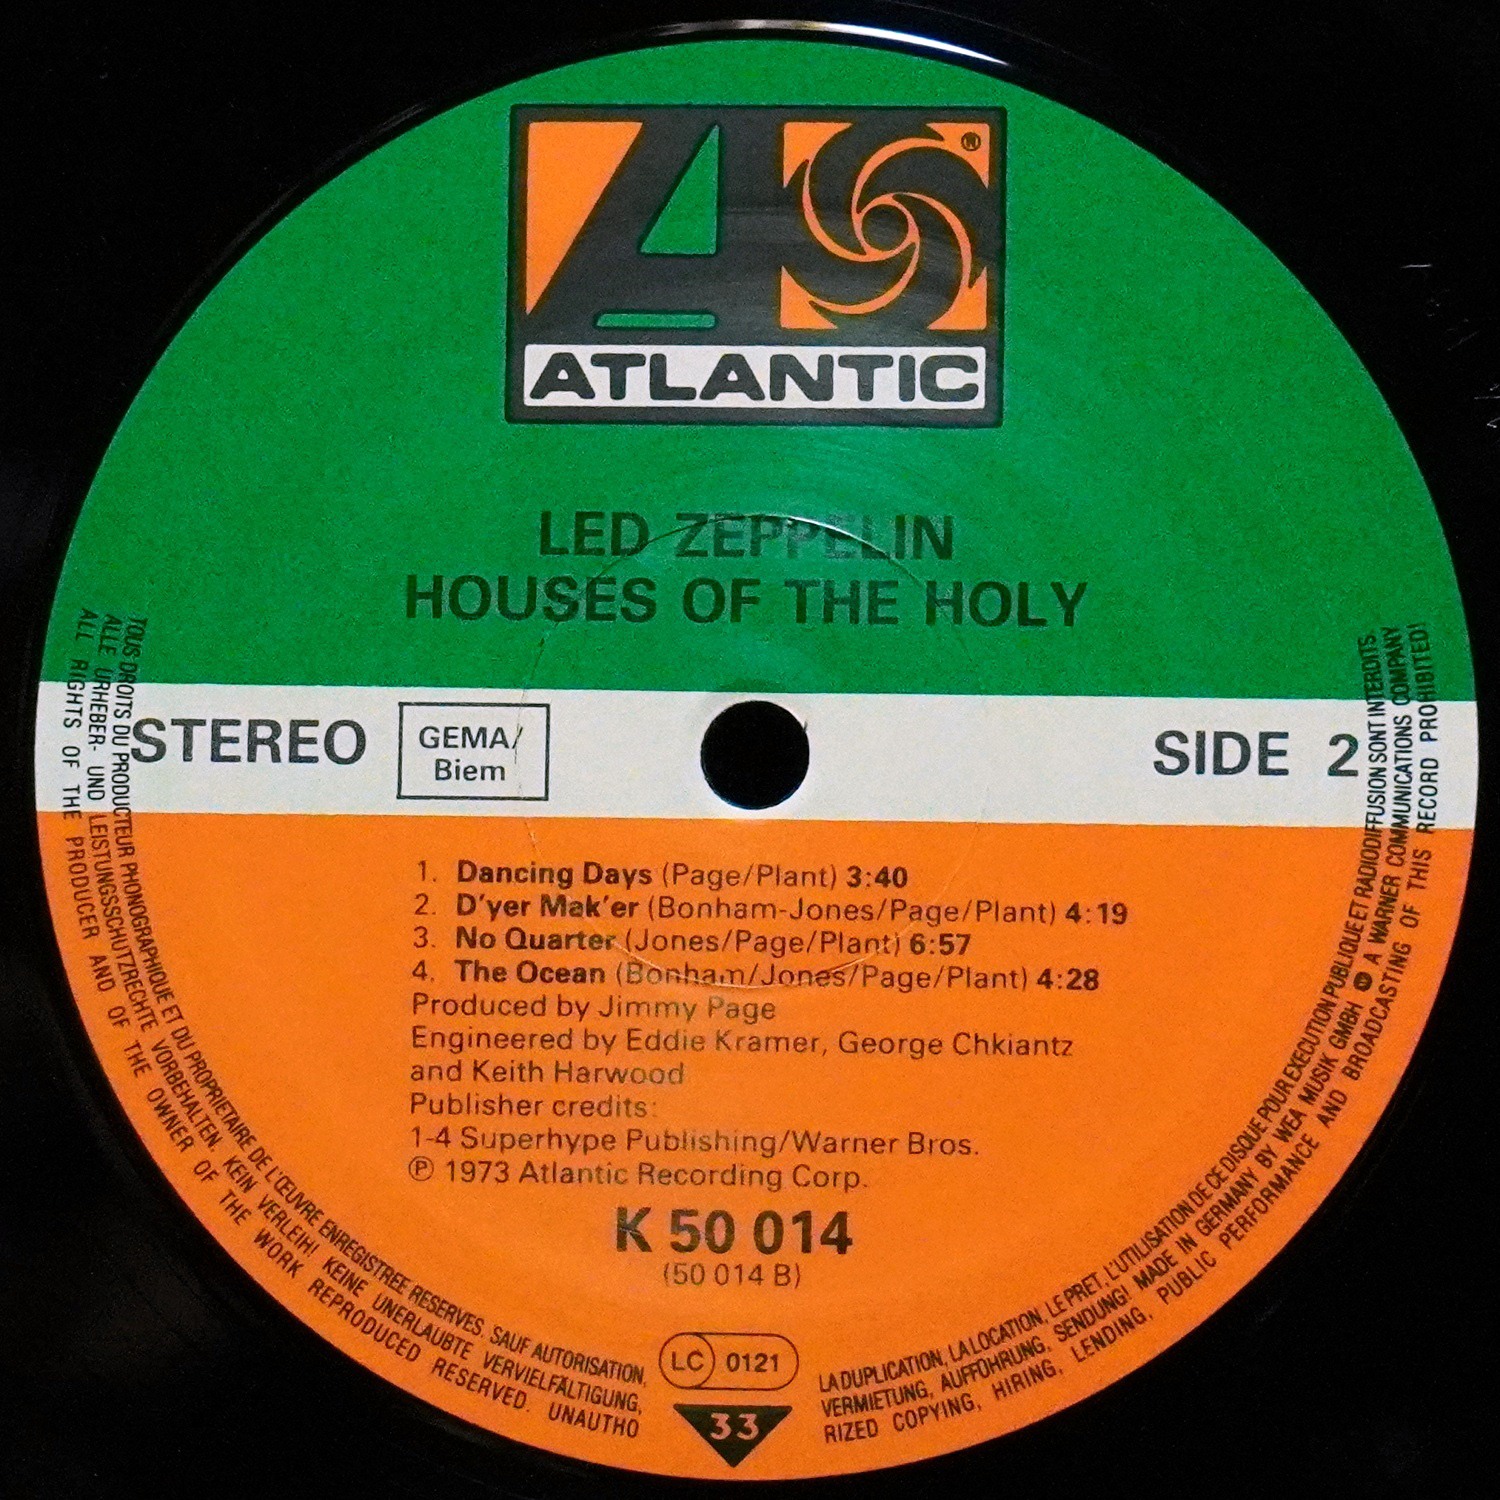 ATLANTIC
®
LED ZEPPELIN
HOUSES OF THE HOLY
STEREO
GEMA/
Biem
SIDE 2
1. Dancing Days (Page/Plant) 3:40
2. D'yer Mak'er (Bonham-Jones/Page/Plant) 4:19
3. No Quarter (Jones/Page/Plant) 6:57
4. The Ocean (Bonham/Jones/Page/Plant) 4:28
Produced by Jimmy Page
Engineered by Eddie Kramer, George Chkiantz
and Keith Harwood
Publisher credits:
1-4 Superhype Publishing/Warner Bros.
℗ 1973 Atlantic Recording Corp.
K 50 014
(50 014 B)
LC 0121
33
TOUS DROITS DU PRODUCTEUR PHONOGRAPHIQUE ET DU PROPRIETAIRE DE L'ŒUVRE ENREGISTREE RESERVES. SAUF AUTORISATION, LA DUPLICATION, LA LOCATION, LE PRET, L'UTILISATION DE CE DISQUE POUR EXECUTION PUBLIQUE ET RADIODIFFUSION SONT INTERDITS.
ALLE URHEBER- UND LEISTUNGSSCHUTZRECHTE VORBEHALTEN. KEIN VERLEIH! KEINE UNERLAUBTE VERVIELFÄLTIGUNG, VERMIETUNG, AUFFÜHRUNG, SENDUNG! MADE IN GERMANY BY WEA MUSIK GMBH A WARNER COMMUNICATIONS COMPANY
ALL RIGHTS OF THE PRODUCER AND OF THE OWNER OF THE WORK REPRODUCED RESERVED. UNAUTHO RIZED COPYING, HIRING, LENDING, PUBLIC PERFORMANCE AND BROADCASTING OF THIS RECORD PROHIBITED!